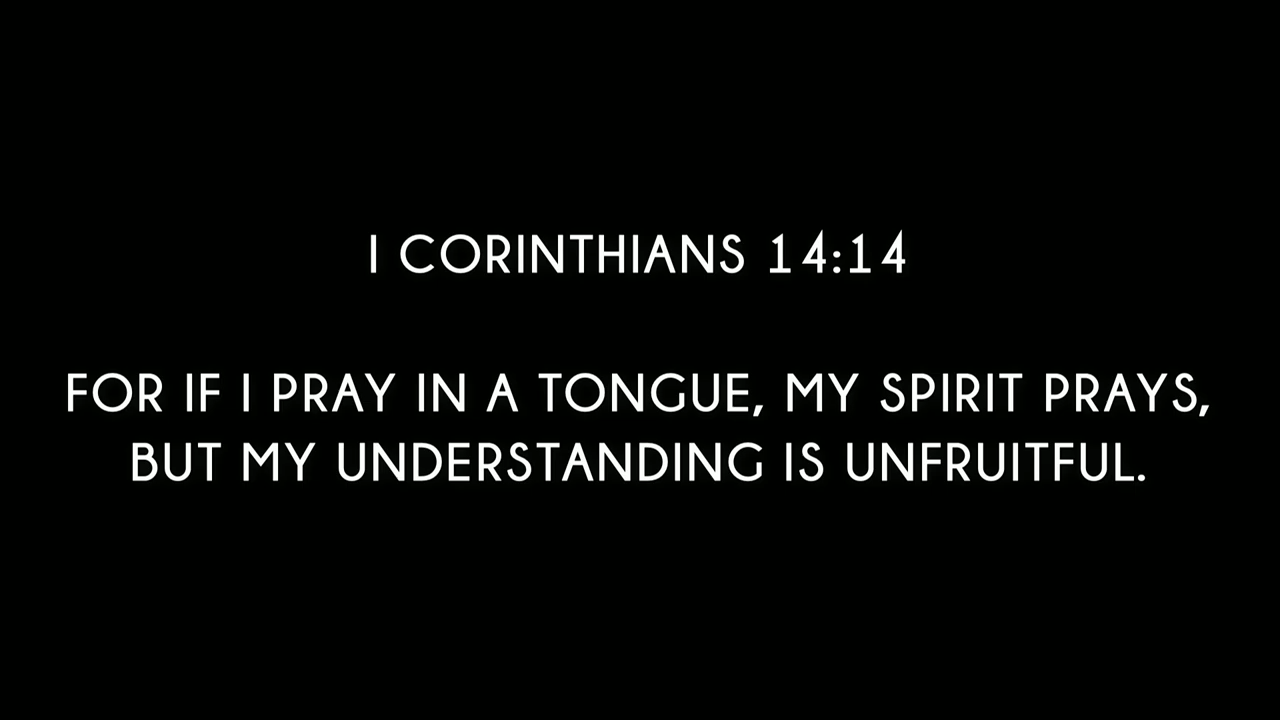 I CORINTHIANS 14:14
FOR IF I PRAY IN A TONGUE, MY SPIRIT PRAYS,
BUT MY UNDERSTANDING IS UNFRUITFUL.